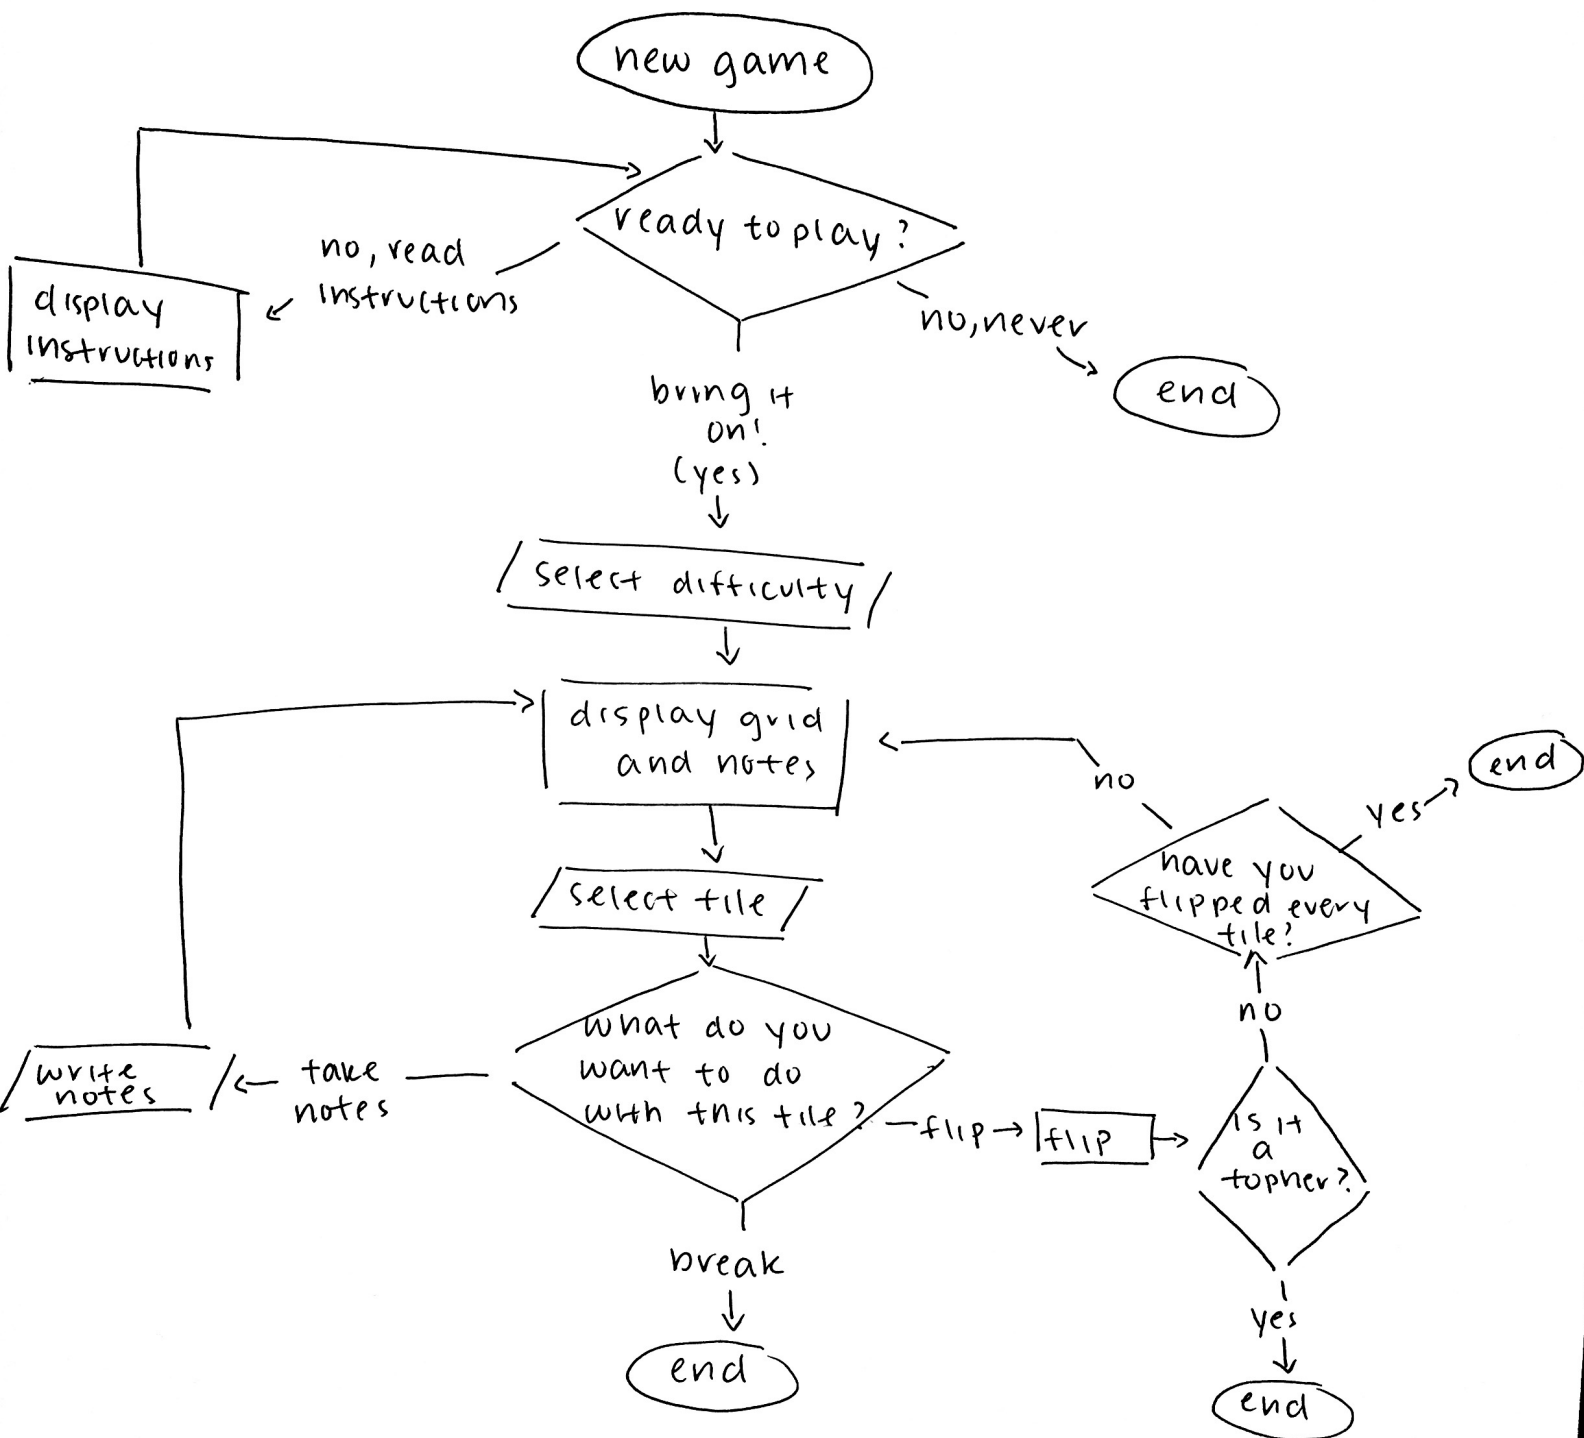 new game
ready to play?
no, read
instructions
display
instructions
no, never
end
bring it
on!
(yes)
select difficulty
display grid
and notes
no
end
yes
select tile
have you
flipped every
tile?
no
what do you
want to do
with this tile?
take
notes
write
notes
flip
flip
is it
a
topher?
break
end
yes
end